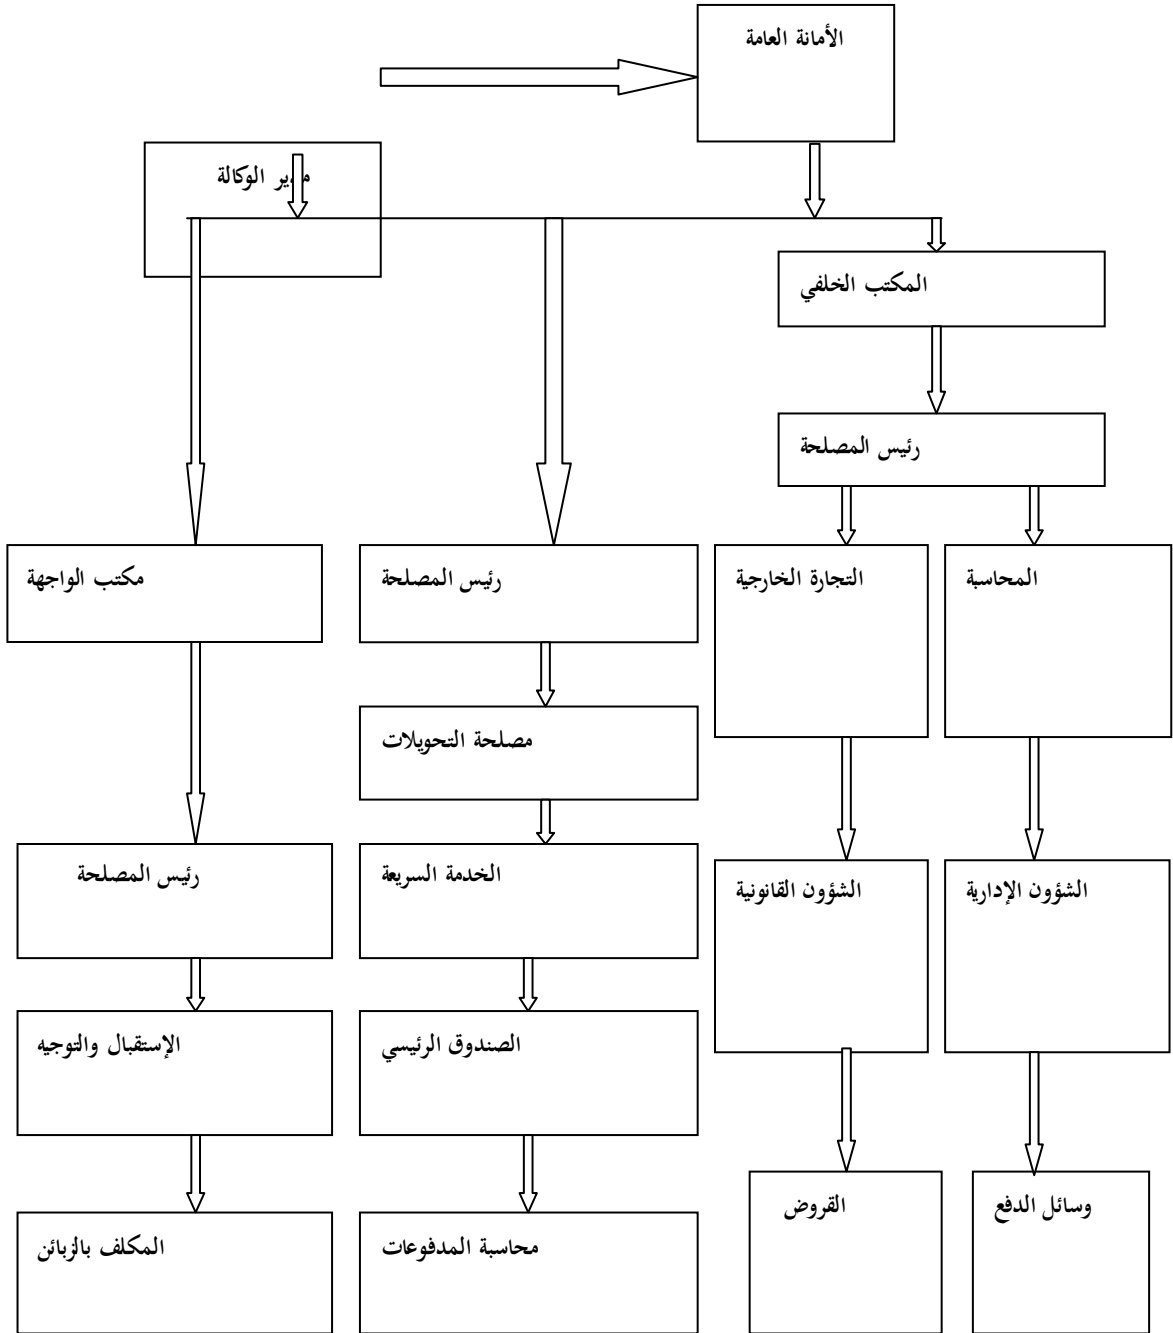 الأمانة العامة
مدير الوكالة
المكتب الخلفي
رئيس المصلحة
المحاسبة
التجارة الخارجية
رئيس المصلحة
مكتب الواجهة
مصلحة التحويلات
الشؤون الإدارية
الشؤون القانونية
الخدمة السريعة
رئيس المصلحة
الصندوق الرئيسي
الإستقبال والتوجيه
وسائل الدفع
القروض
محاسبة المدفوعات
المكلف بالزبائن